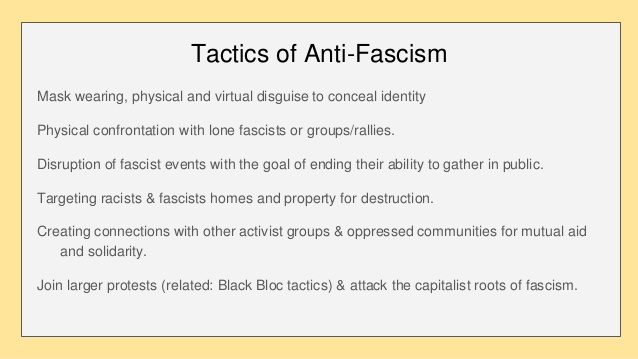 Tactics of Anti-Fascism
Mask wearing, physical and virtual disguise to conceal identity
Physical confrontation with lone fascists or groups/rallies.
Disruption of fascist events with the goal of ending their ability to gather in public.
Targeting racists & fascists homes and property for destruction.
Creating connections with other activist groups & oppressed communities for mutual aid
and solidarity.
Join larger protests (related: Black Bloc tactics) & attack the capitalist roots of fascism.